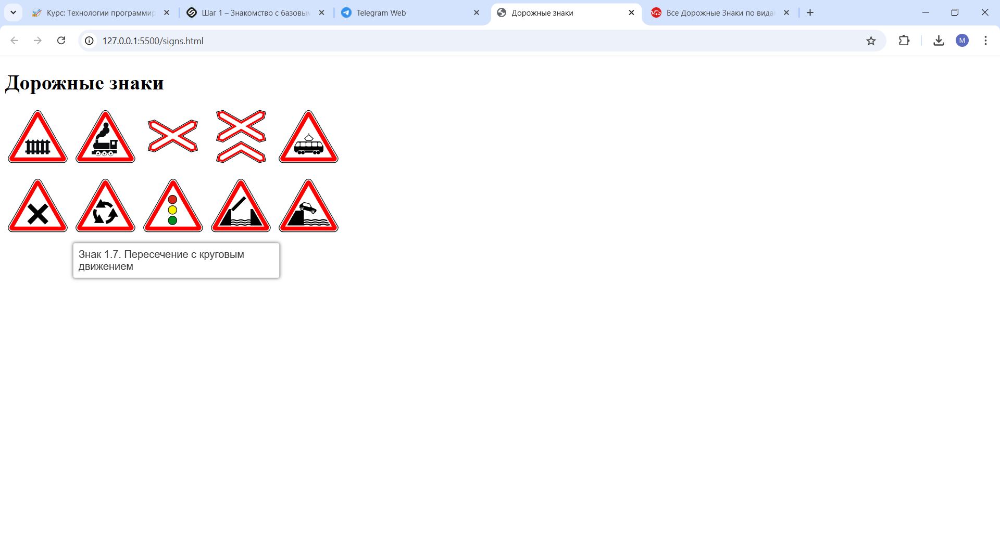 Курс: Технологии программир
Шаг 1 – Знакомство с базовым
Telegram Web
Дорожные знаки
Все Дорожные Знаки по вида
127.0.0.1:5500/signs.html
M
Дорожные знаки
Знак 1.7. Пересечение с круговым
движением